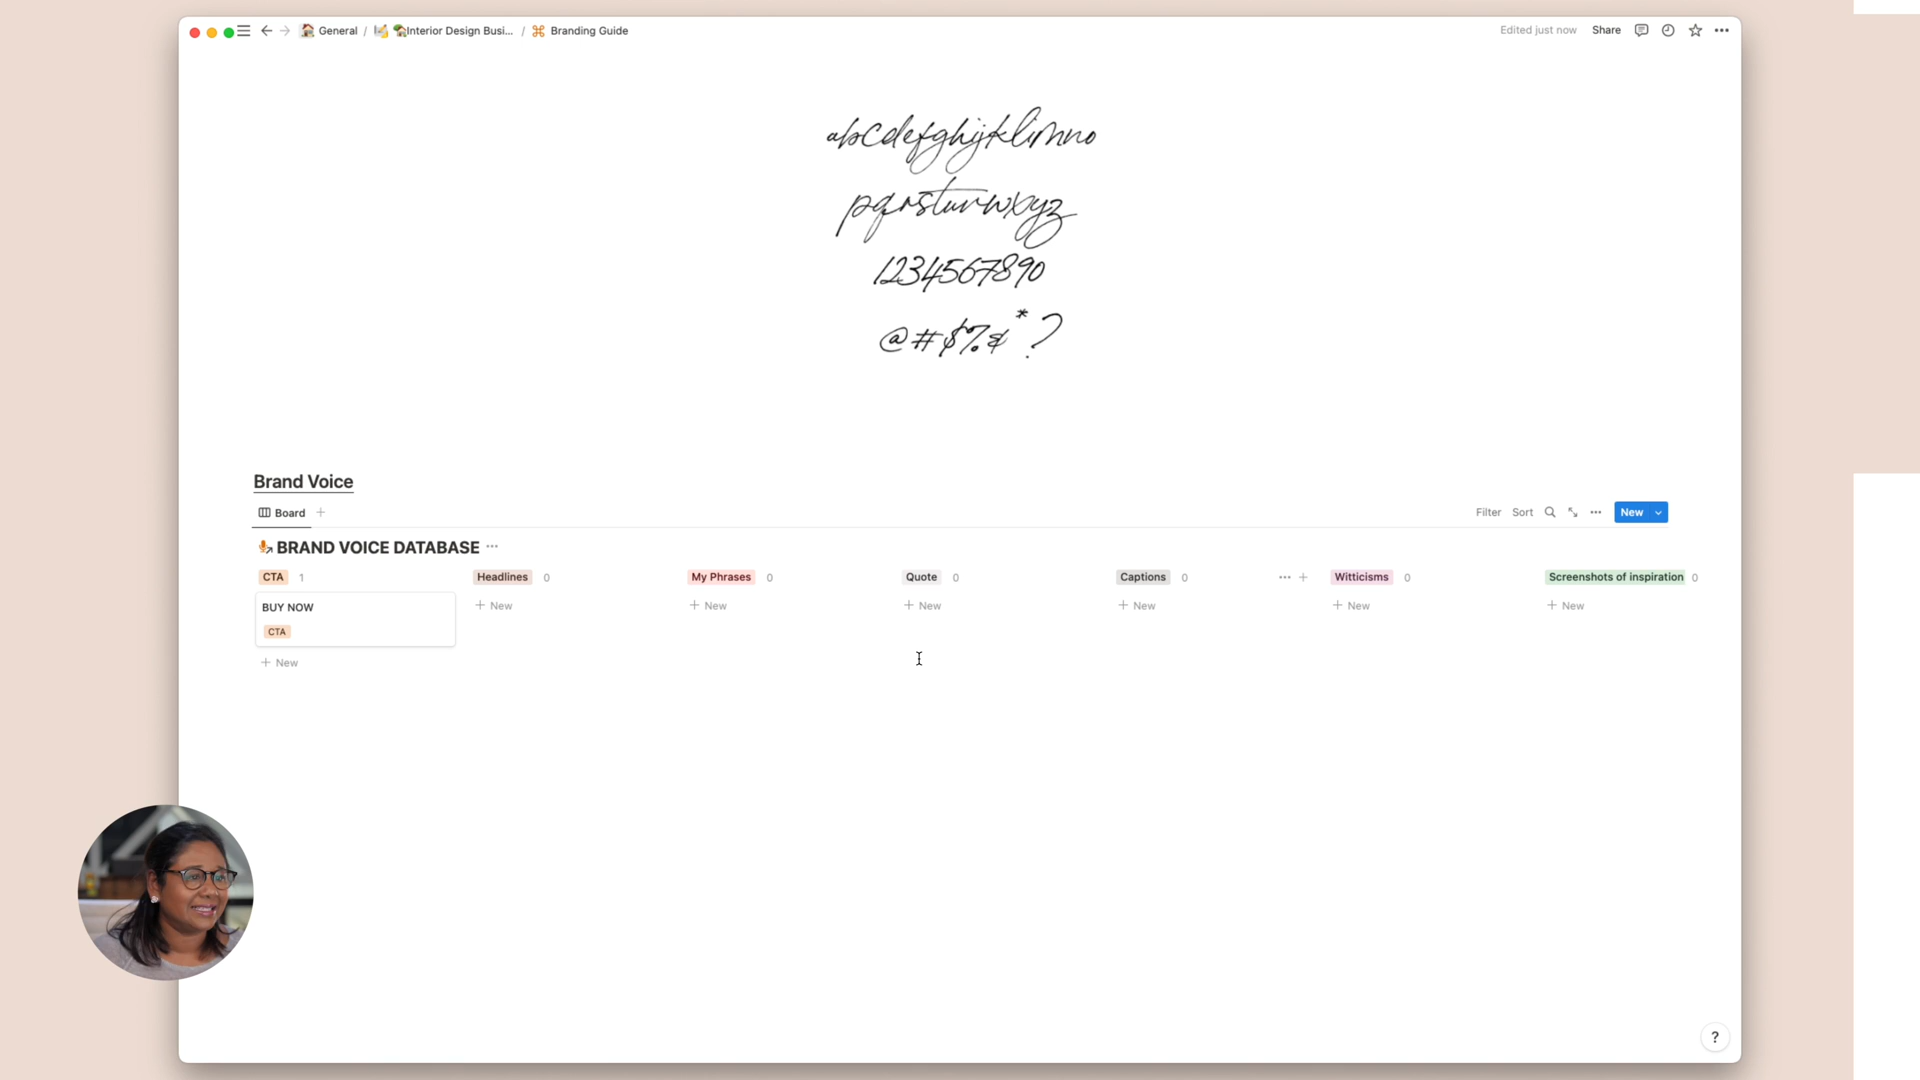 General / Interior Design Busi... / Branding Guide
Edited just now Share
abcdefghijklmno
pqrstuvwxyz
1234567890
@#$%&*?
Brand Voice
Board
Filter Sort New
BRAND VOICE DATABASE
CTA 1 Headlines 0 My Phrases 0 Quote 0 Captions 0 Witticisms 0 Screenshots of inspiration 0
BUY NOW + New + New + New + New + New + New
CTA
+ New
?